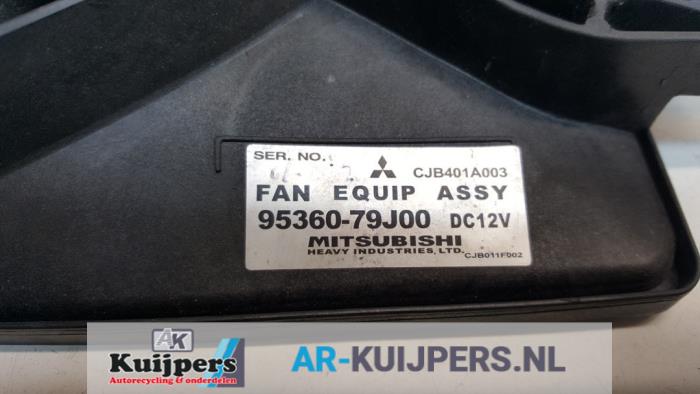 SER. NO.
CJB401A003
FAN EQUIP ASSY
95360-79J00 DC12V
MITSUBISHI
HEAVY INDUSTRIES, LTD.
CJB011F002
AK
Kuijpers
Autorecycling & onderdelen
AR-KUIJPERS.NL